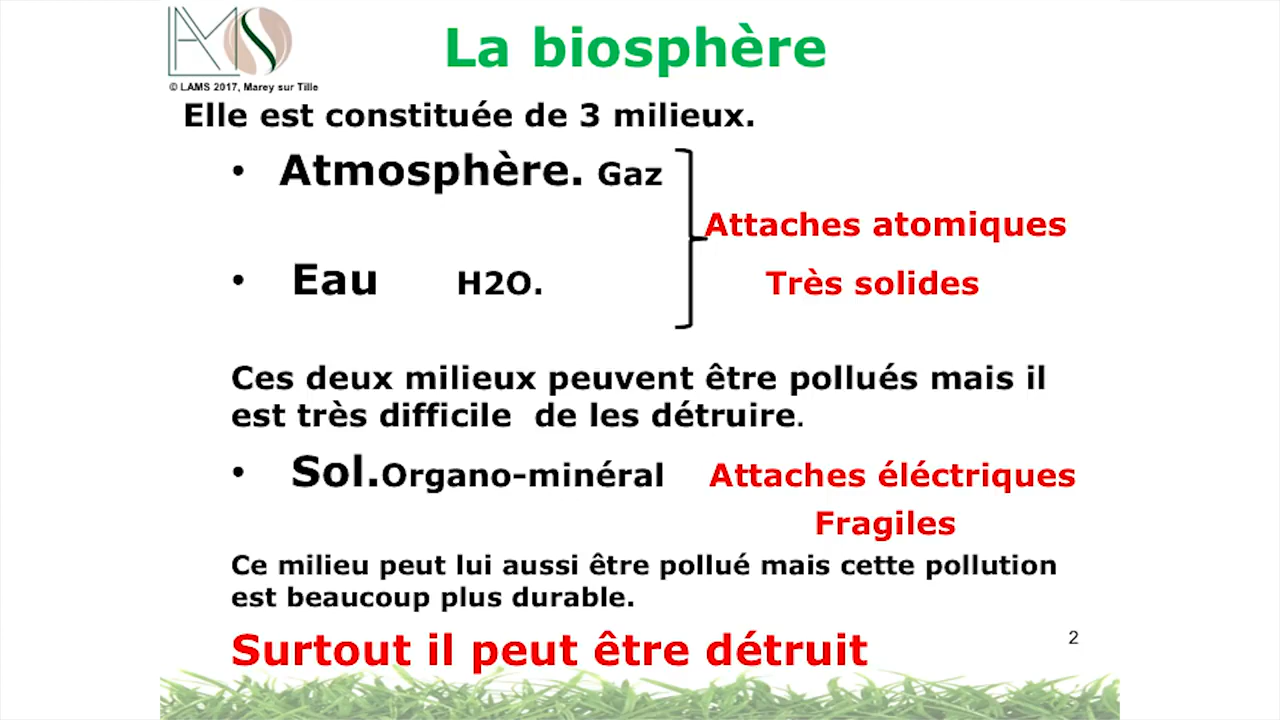 LAMS
© LAMS 2017, Marey sur Tille
La biosphère
Elle est constituée de 3 milieux.
• Atmosphère. Gaz
Attaches atomiques
• Eau H2O.
Très solides
Ces deux milieux peuvent être pollués mais il
est très difficile de les détruire.
• Sol.Organo-minéral Attaches éléctriques
Fragiles
Ce milieu peut lui aussi être pollué mais cette pollution
est beaucoup plus durable.
Surtout il peut être détruit
2